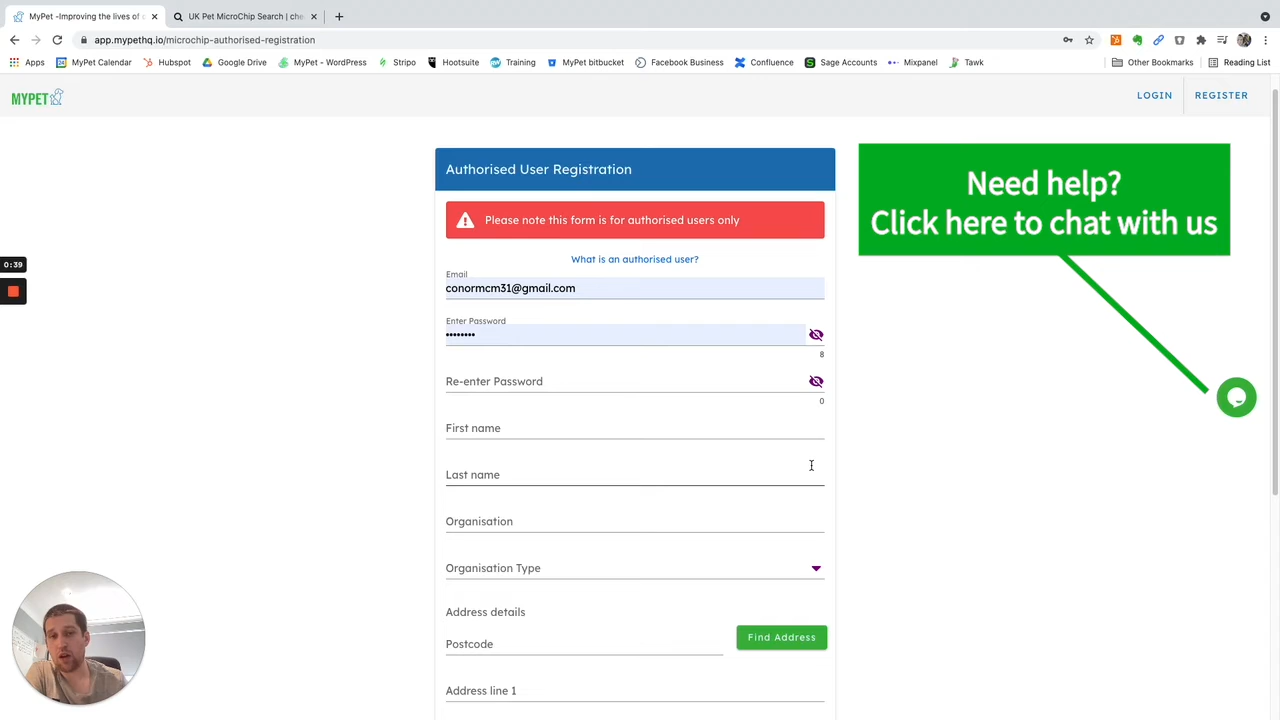 MyPet -Improving the lives of
UK Pet MicroChip Search | che
app.mypethq.io/microchip-authorised-registration
Apps
MyPet Calendar
Hubspot
Google Drive
MyPet - WordPress
Stripo
Hootsuite
Training
MyPet bitbucket
Facebook Business
Confluence
Sage Accounts
Mixpanel
Tawk
Other Bookmarks
Reading List
MYPET
LOGIN
REGISTER
Authorised User Registration
Please note this form is for authorised users only
What is an authorised user?
Email
conormcm31@gmail.com
Enter Password
••••••••
8
Re-enter Password
0
First name
Last name
Organisation
Organisation Type
Address details
Postcode
Find Address
Address line 1
Need help?
Click here to chat with us
0:39